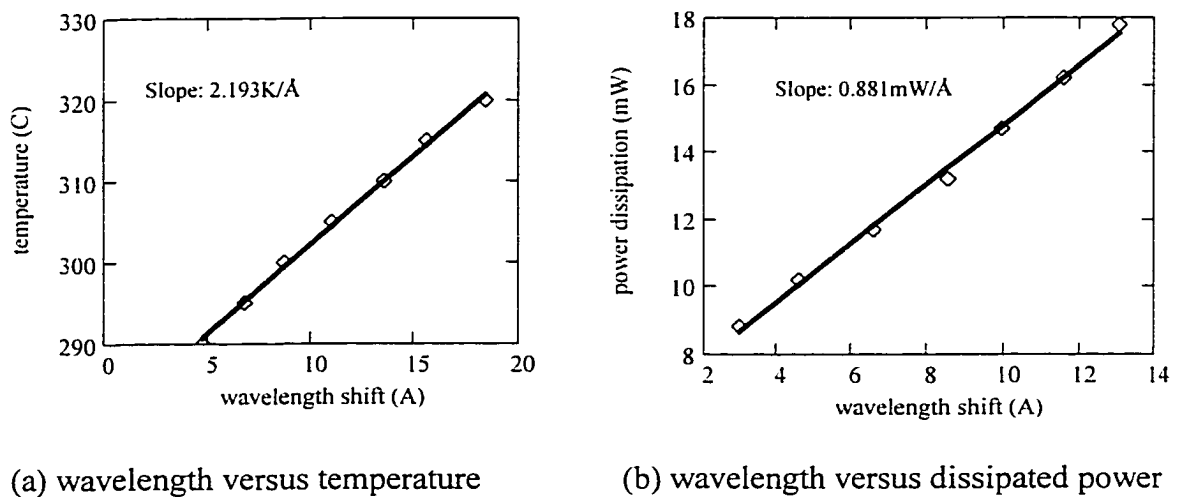 330
320
310
300
290
temperature (C)
Slope: 2.193K/Å
0
5
10
15
20
wavelength shift (A)
(a) wavelength versus temperature
18
16
14
12
10
8
power dissipation (mW)
Slope: 0.881mW/Å
2
4
6
8
10
12
14
wavelength shift (A)
(b) wavelength versus dissipated power